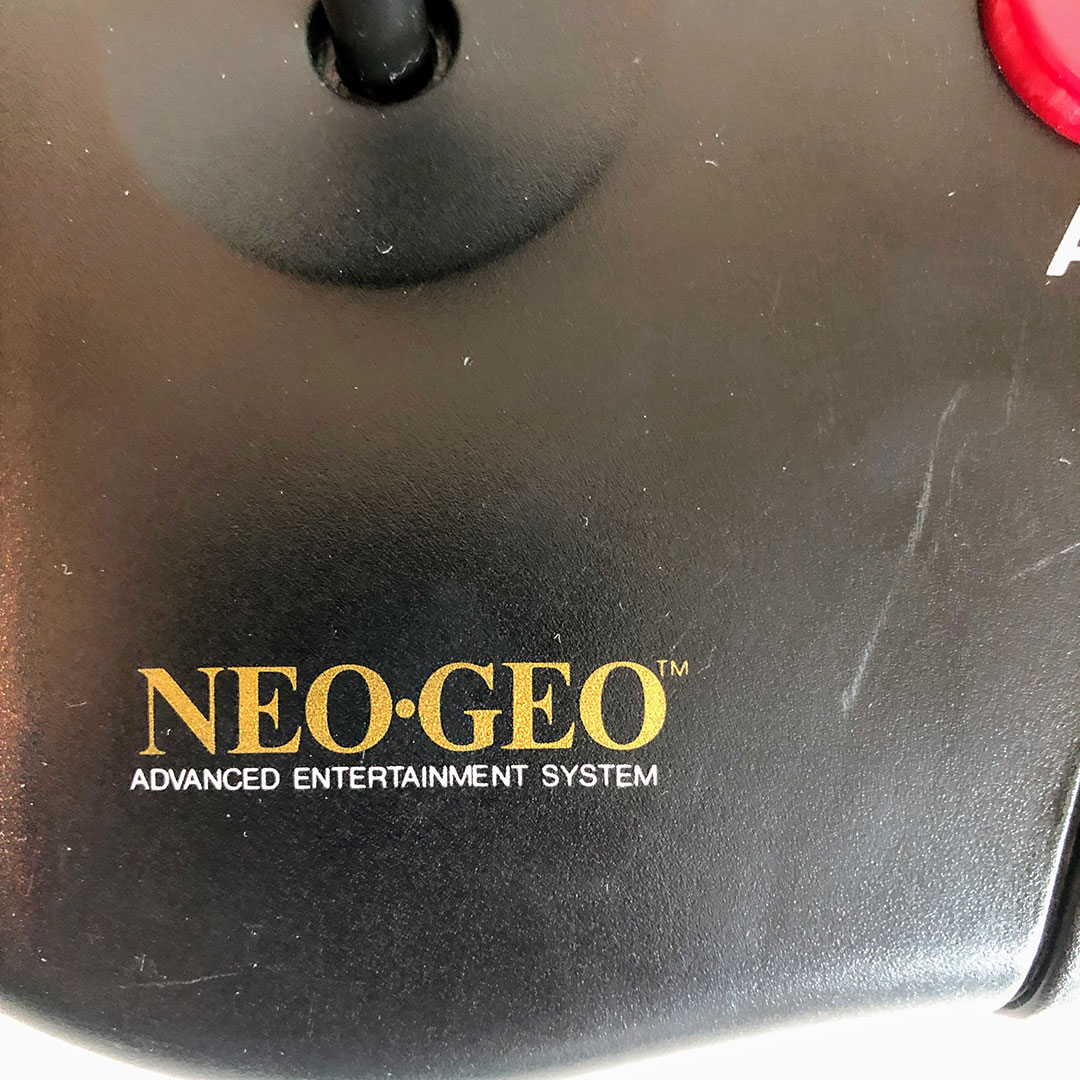 A
NEO•GEO™
ADVANCED ENTERTAINMENT SYSTEM